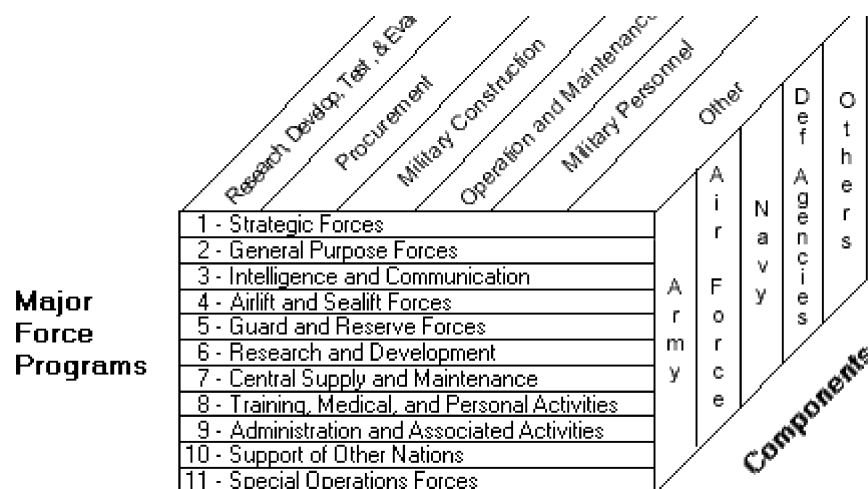 Research, Develop, Test, & Eva
Procurement
Military Construction
Operation and Maintenance
Military Personnel
Other
Major
Force
Programs
1 - Strategic Forces
2 - General Purpose Forces
3 - Intelligence and Communication
4 - Airlift and Sealift Forces
5 - Guard and Reserve Forces
6 - Research and Development
7 - Central Supply and Maintenance
8 - Training, Medical, and Personal Activities
9 - Administration and Associated Activities
10 - Support of Other Nations
11 - Special Operations Forces
Army
Air Force
Navy
Def Agencies
Others
Components